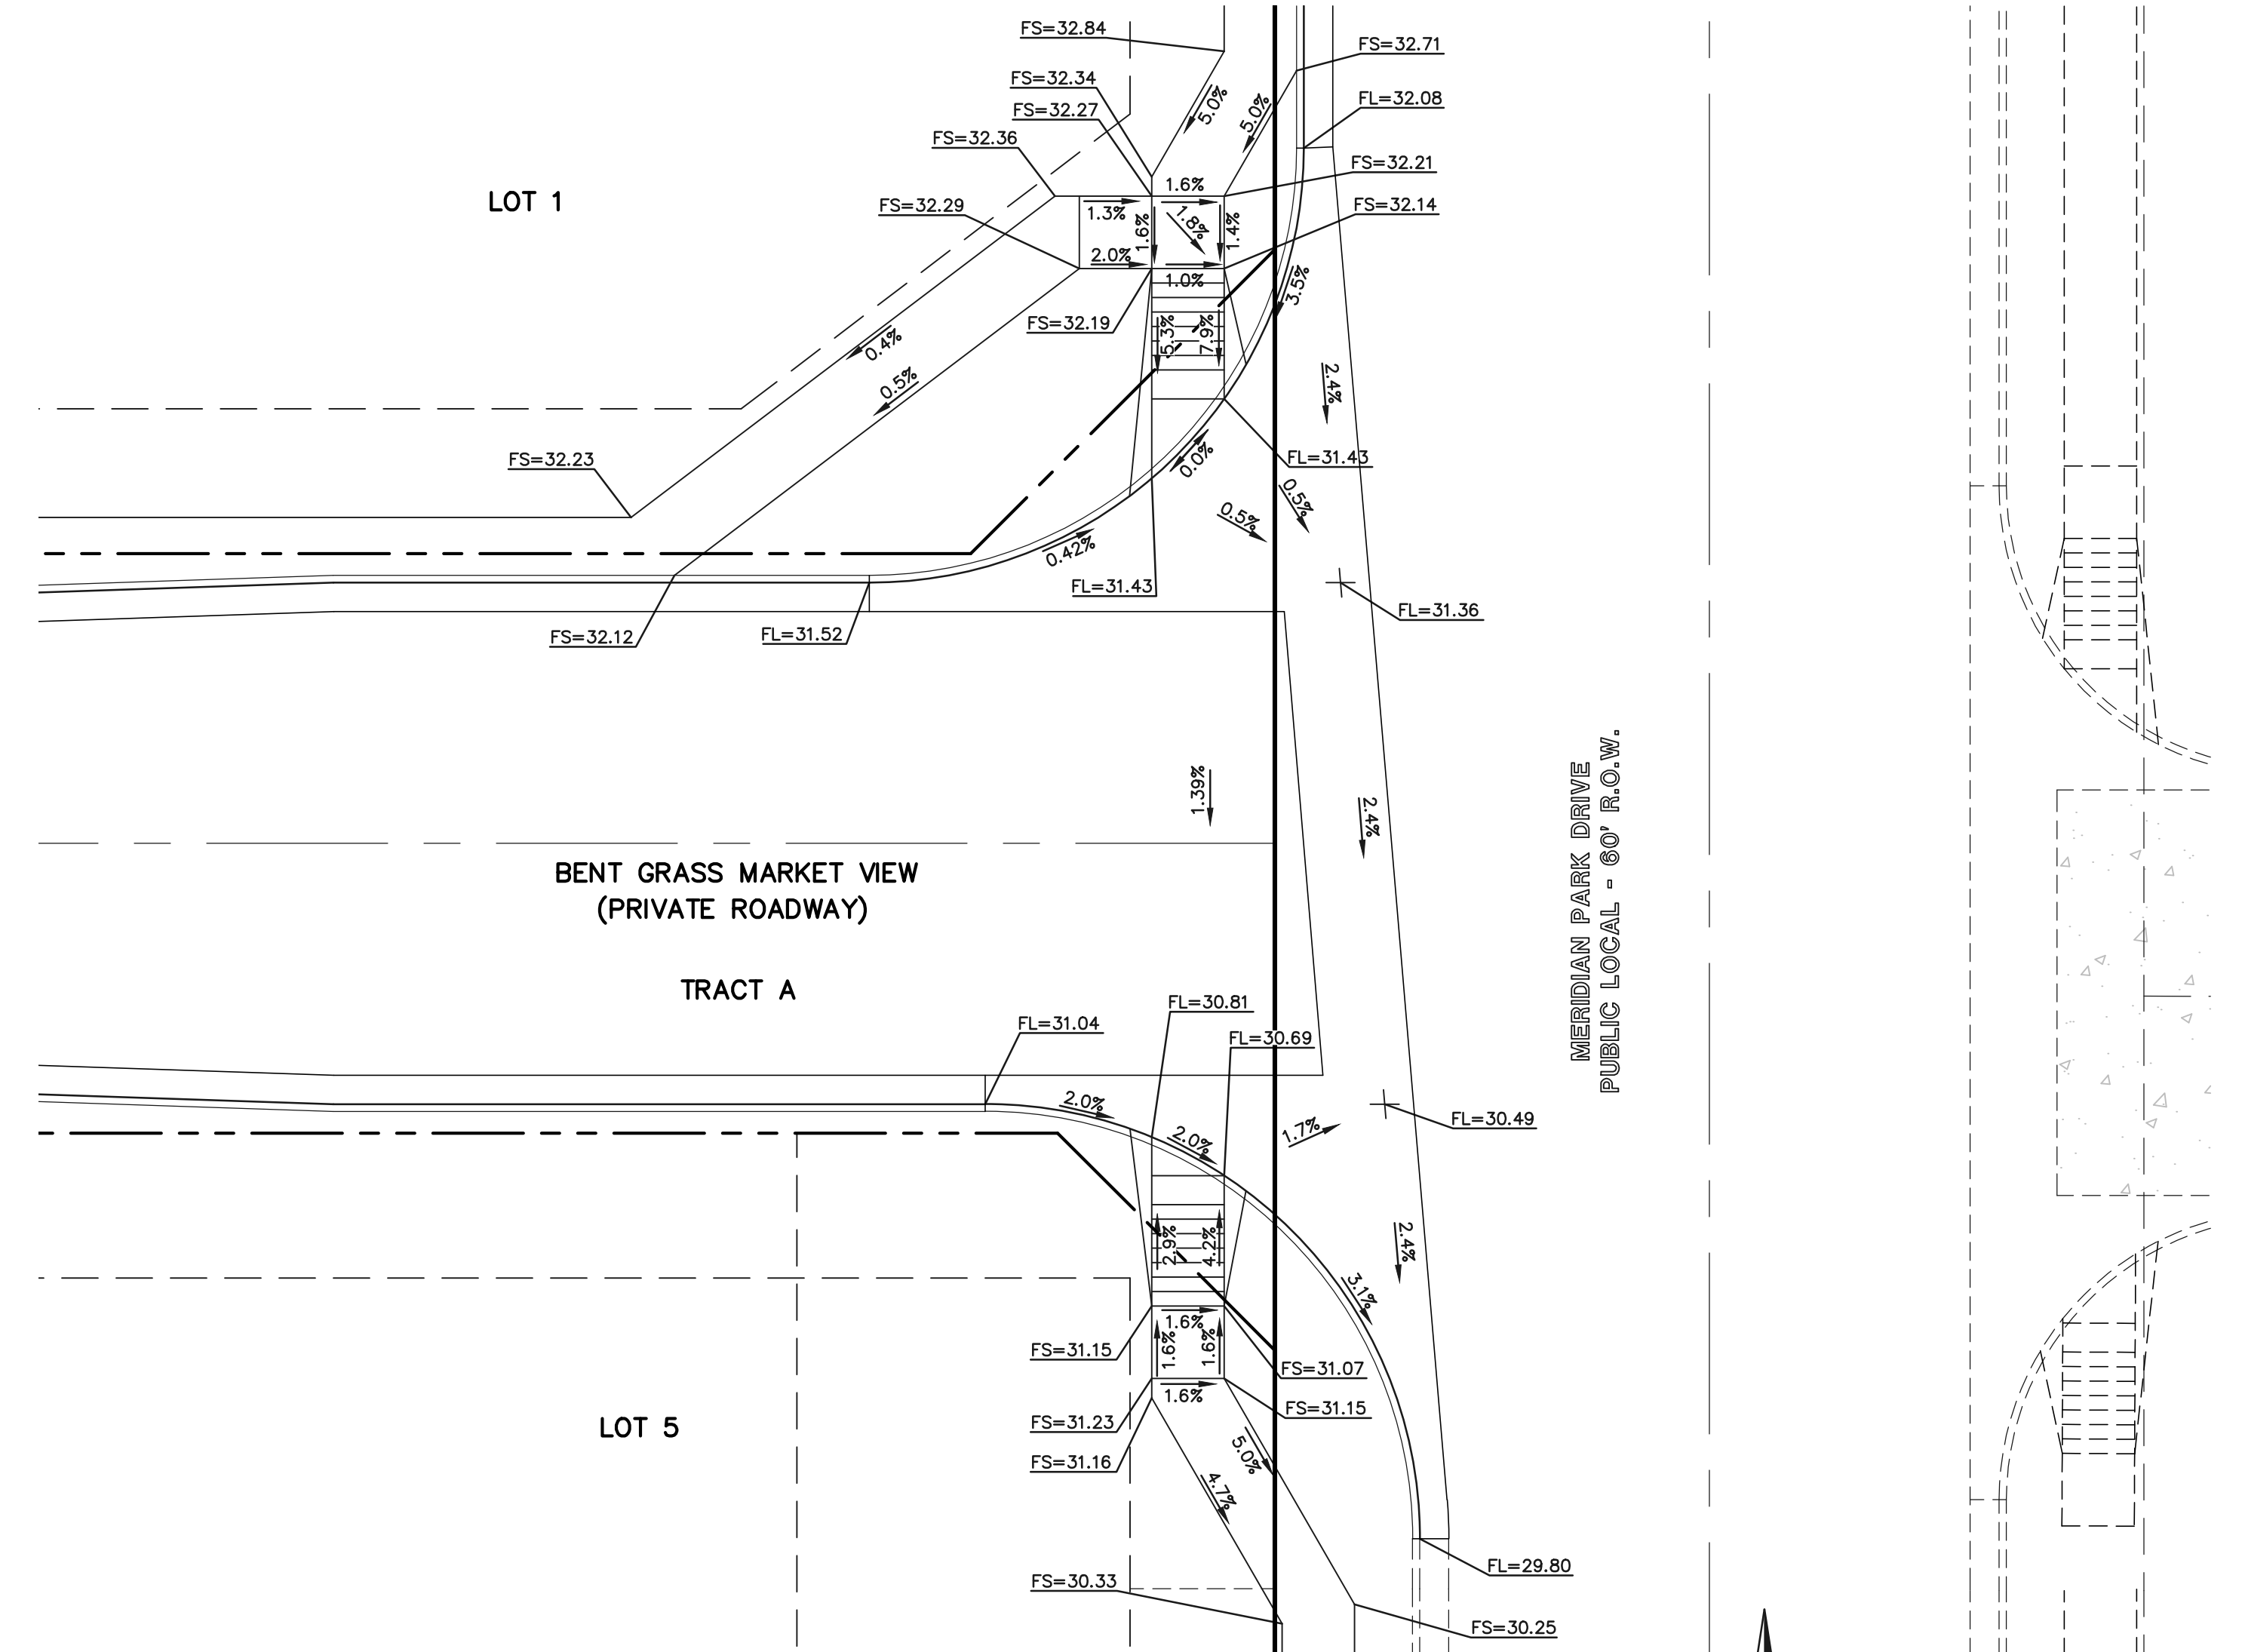 FS=32.84
FS=32.71
FS=32.34
5.0%
5.0%
FL=32.08
FS=32.27
FS=32.36
FS=32.21
1.6%
LOT 1
FS=32.29
1.3%
1.6%
1.8%
1.4%
FS=32.14
2.0%
1.0%
3.5%
FS=32.19
5.3%
7.9%
0.4%
0.5%
2.4%
FS=32.23
0.0%
FL=31.43
0.5%
0.5%
0.42%
FL=31.43
FL=31.36
FS=32.12
FL=31.52
1.39%
2.4%
MERIDIAN PARK DRIVE
PUBLIC LOCAL - 60' R.O.W.
BENT GRASS MARKET VIEW
(PRIVATE ROADWAY)
TRACT A
FL=30.81
FL=31.04
FL=30.69
2.0%
2.0%
1.7%
FL=30.49
2.9%
4.2%
2.4%
3.1%
1.6%
FS=31.15
1.6%
1.6%
FS=31.07
1.6%
FS=31.15
LOT 5
FS=31.23
FS=31.16
5.0%
4.7%
FL=29.80
FS=30.33
FS=30.25